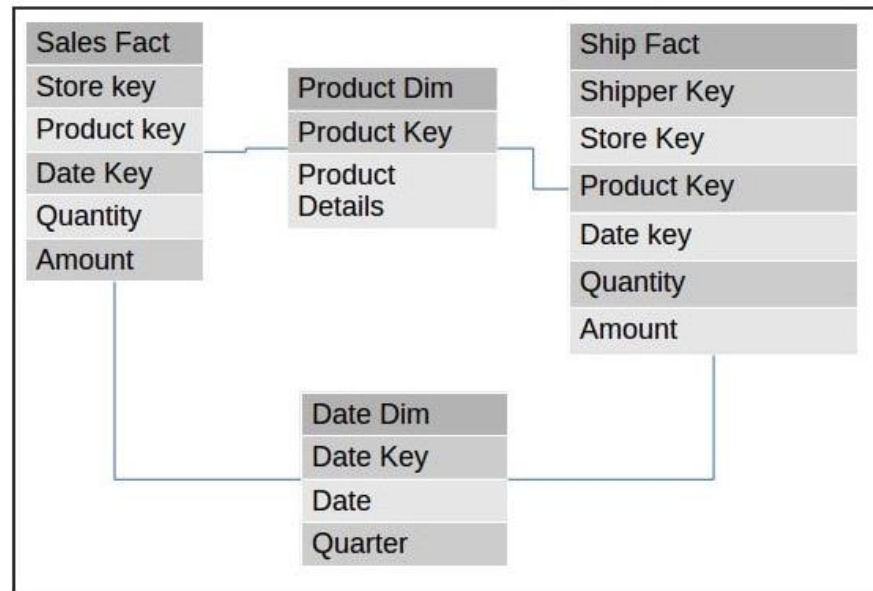 Sales Fact
Store key
Product key
Date Key
Quantity
Amount
Product Dim
Product Key
Product
Details
Ship Fact
Shipper Key
Store Key
Product Key
Date key
Quantity
Amount
Date Dim
Date Key
Date
Quarter